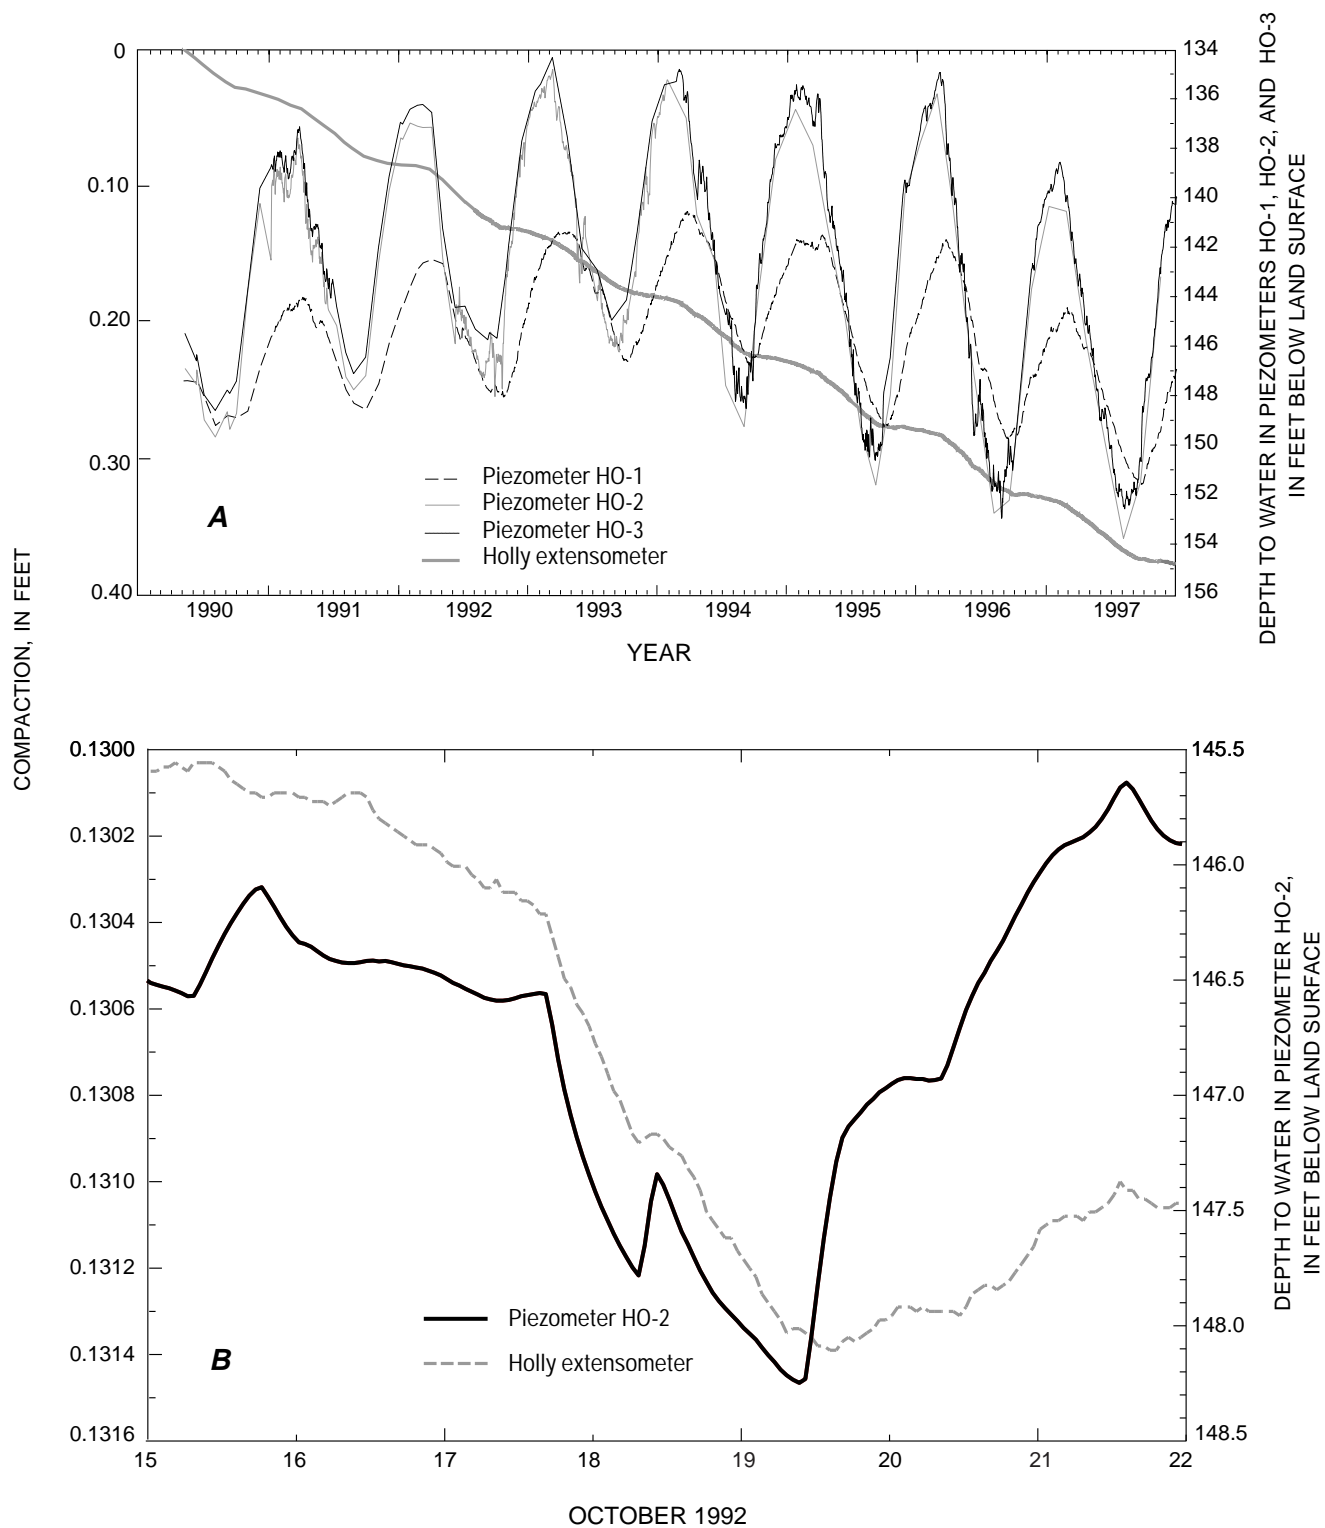 COMPACTION, IN FEET
0
0.10
0.20
0.30
0.40
134
136
138
140
142
144
146
148
150
152
154
156
DEPTH TO WATER IN PIEZOMETERS HO-1, HO-2, AND HO-3
IN FEET BELOW LAND SURFACE
A
Piezometer HO-1
Piezometer HO-2
Piezometer HO-3
Holly extensometer
1990 1991 1992 1993 1994 1995 1996 1997
YEAR
0.1300
0.1302
0.1304
0.1306
0.1308
0.1310
0.1312
0.1314
0.1316
145.5
146.0
146.5
147.0
147.5
148.0
148.5
DEPTH TO WATER IN PIEZOMETER HO-2,
IN FEET BELOW LAND SURFACE
B
Piezometer HO-2
Holly extensometer
15 16 17 18 19 20 21 22
OCTOBER 1992